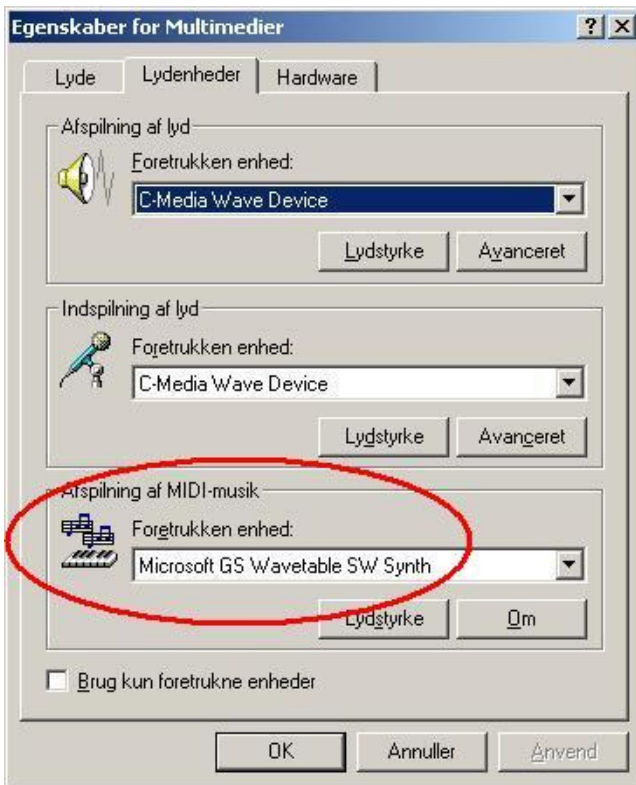 Egenskaber for Multimedier
Lyde Lydenheder Hardware
Afspilning af lyd
Foretrukken enhed:
C-Media Wave Device
Lydstyrke Avanceret
Indspilning af lyd
Foretrukken enhed:
C-Media Wave Device
Lydstyrke Avanceret
Afspilning af MIDI-musik
Foretrukken enhed:
Microsoft GS Wavetable SW Synth
Lydstyrke Om
Brug kun foretrukne enheder
OK Annuller Anvend